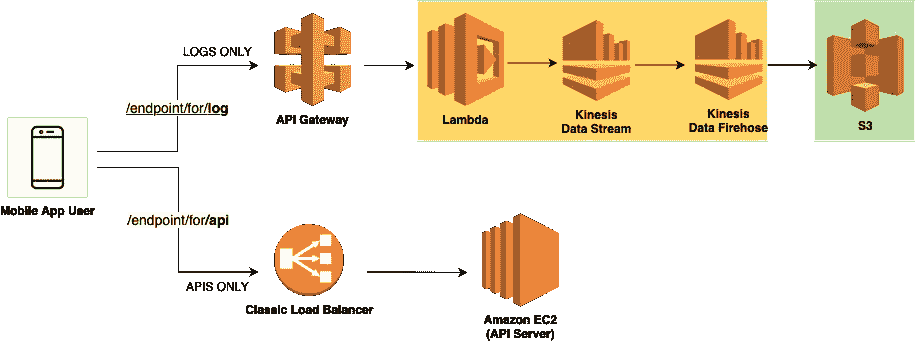 LOGS ONLY
/endpoint/for/log
API Gateway
Lambda
Kinesis
Data Stream
Kinesis
Data Firehose
S3
Mobile App User
/endpoint/for/api
APIS ONLY
Classic Load Balancer
Amazon EC2
(API Server)